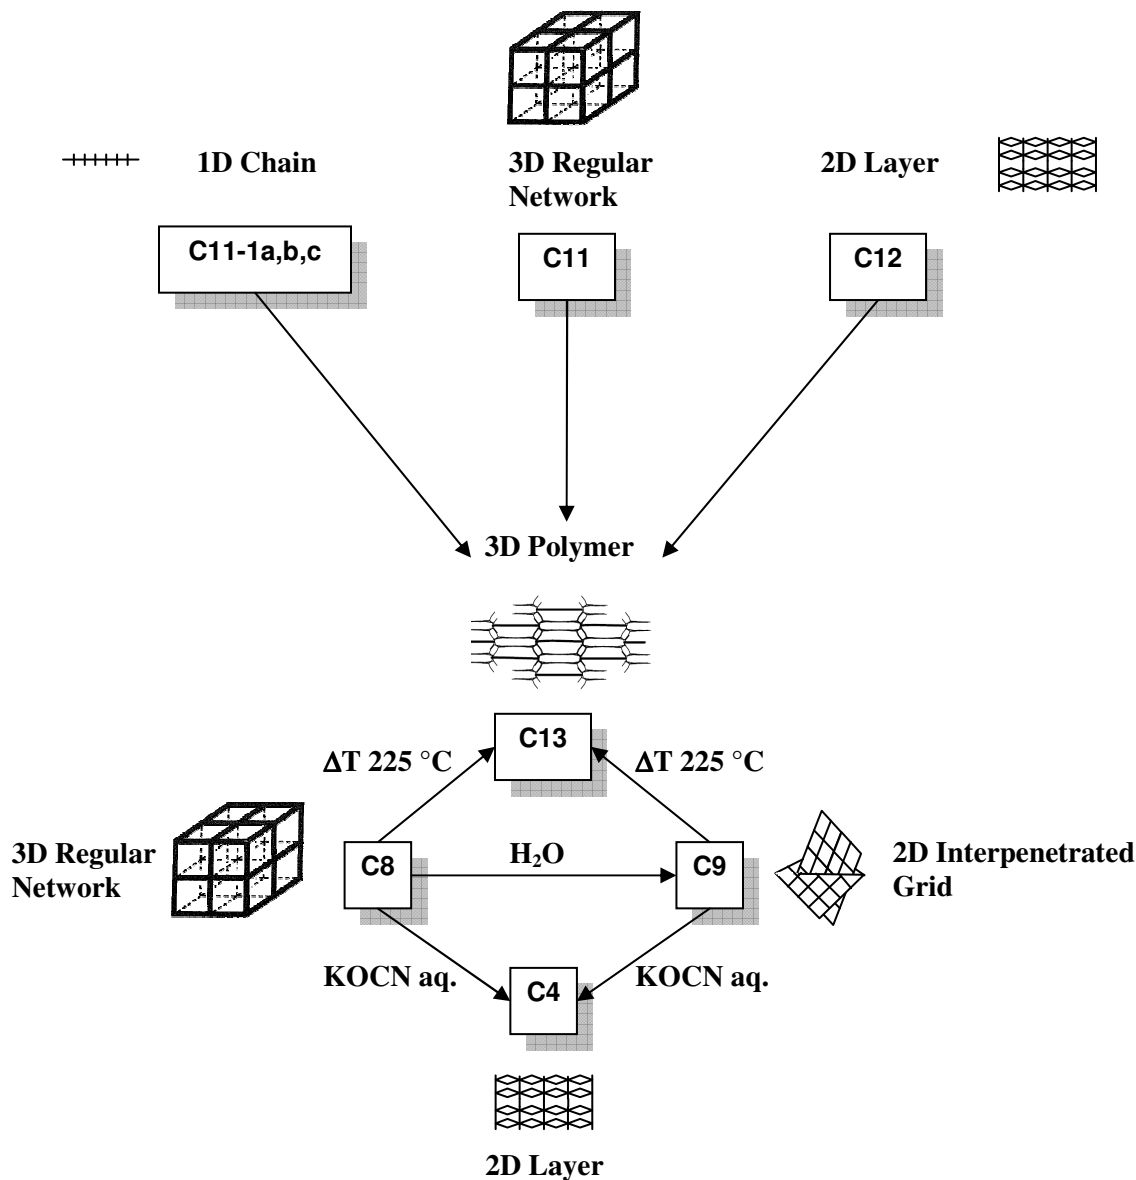 1D Chain
3D Regular
Network
2D Layer
C11-1a,b,c
C11
C12
3D Polymer
C13
ΔT 225 °C
ΔT 225 °C
3D Regular
Network
C8
H₂O
C9
2D Interpenetrated
Grid
KOCN aq.
C4
KOCN aq.
2D Layer